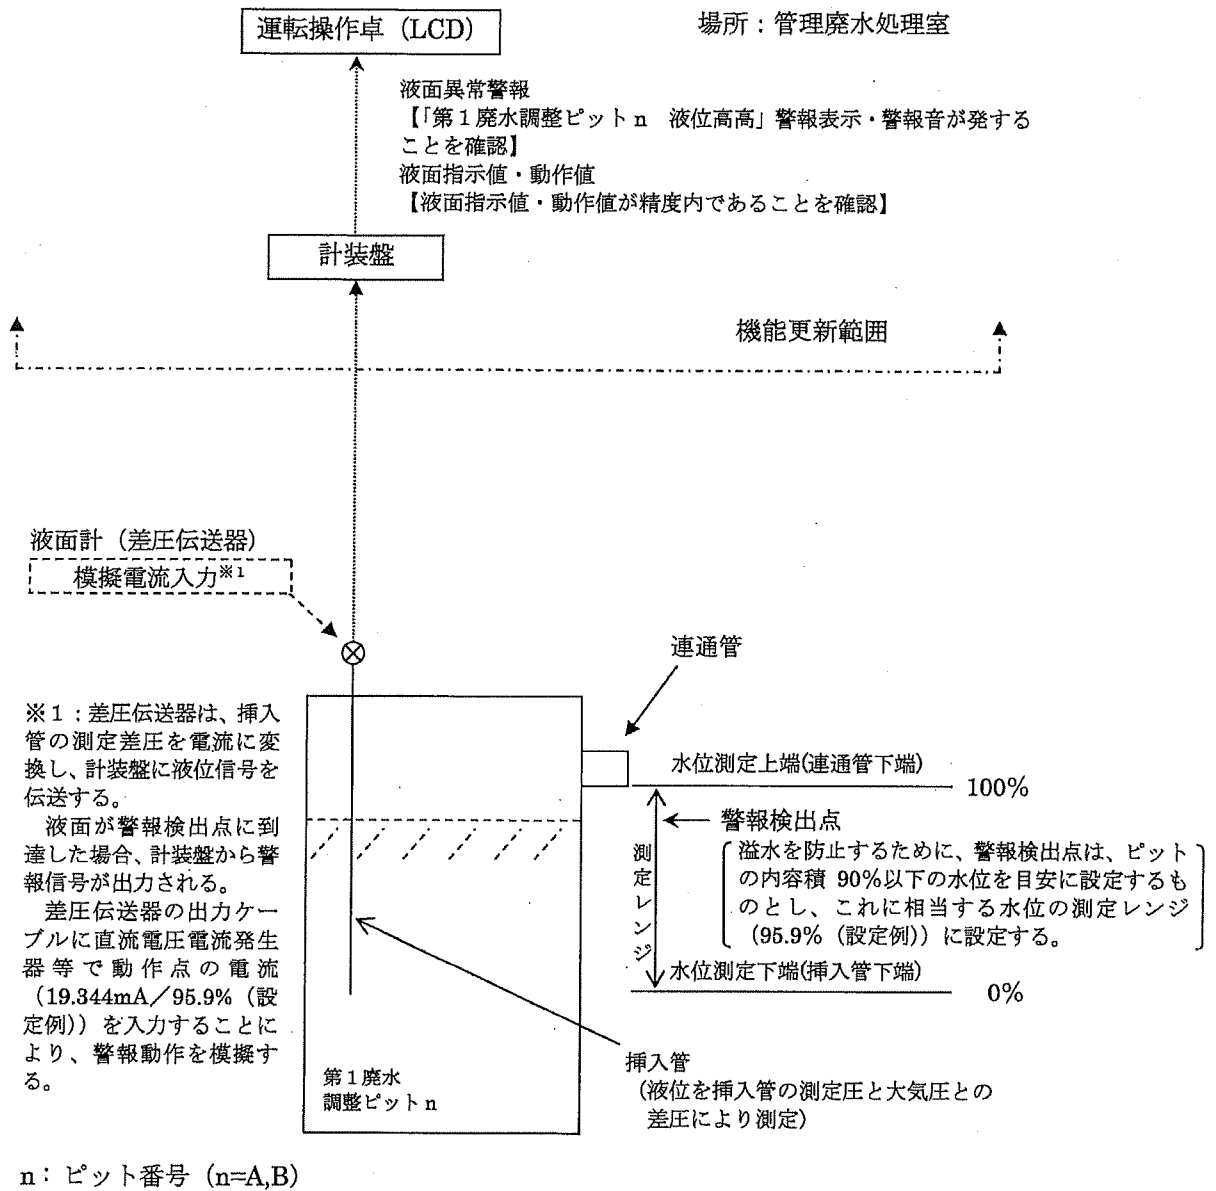 運転操作卓（LCD）
場所：管理廃水処理室
液面異常警報
【「第１廃水調整ピットｎ　液位高高」警報表示・警報音が発する
ことを確認】
液面指示値・動作値
【液面指示値・動作値が精度内であることを確認】
計装盤
機能更新範囲
液面計（差圧伝送器）
模擬電流入力※1
連通管
※１：差圧伝送器は、挿入
管の測定差圧を電流に変
換し、計装盤に液位信号を
伝送する。
液面が警報検出点に到
達した場合、計装盤から警
報信号が出力される。
差圧伝送器の出力ケー
ブルに直流電圧電流発生
器等で動作点の電流
（19.344mA／95.9%（設
定例））を入力することに
より、警報動作を模擬す
る。
水位測定上端(連通管下端)
100%
警報検出点
溢水を防止するために、警報検出点は、ピット
の内容積 90%以下の水位を目安に設定するも
のとし、これに相当する水位の測定レンジ
（95.9%（設定例））に設定する。
測定レンジ
水位測定下端(挿入管下端)
0%
挿入管
（液位を挿入管の測定圧と大気圧との
差圧により測定）
第１廃水
調整ピットｎ
n：ピット番号（n=A,B）